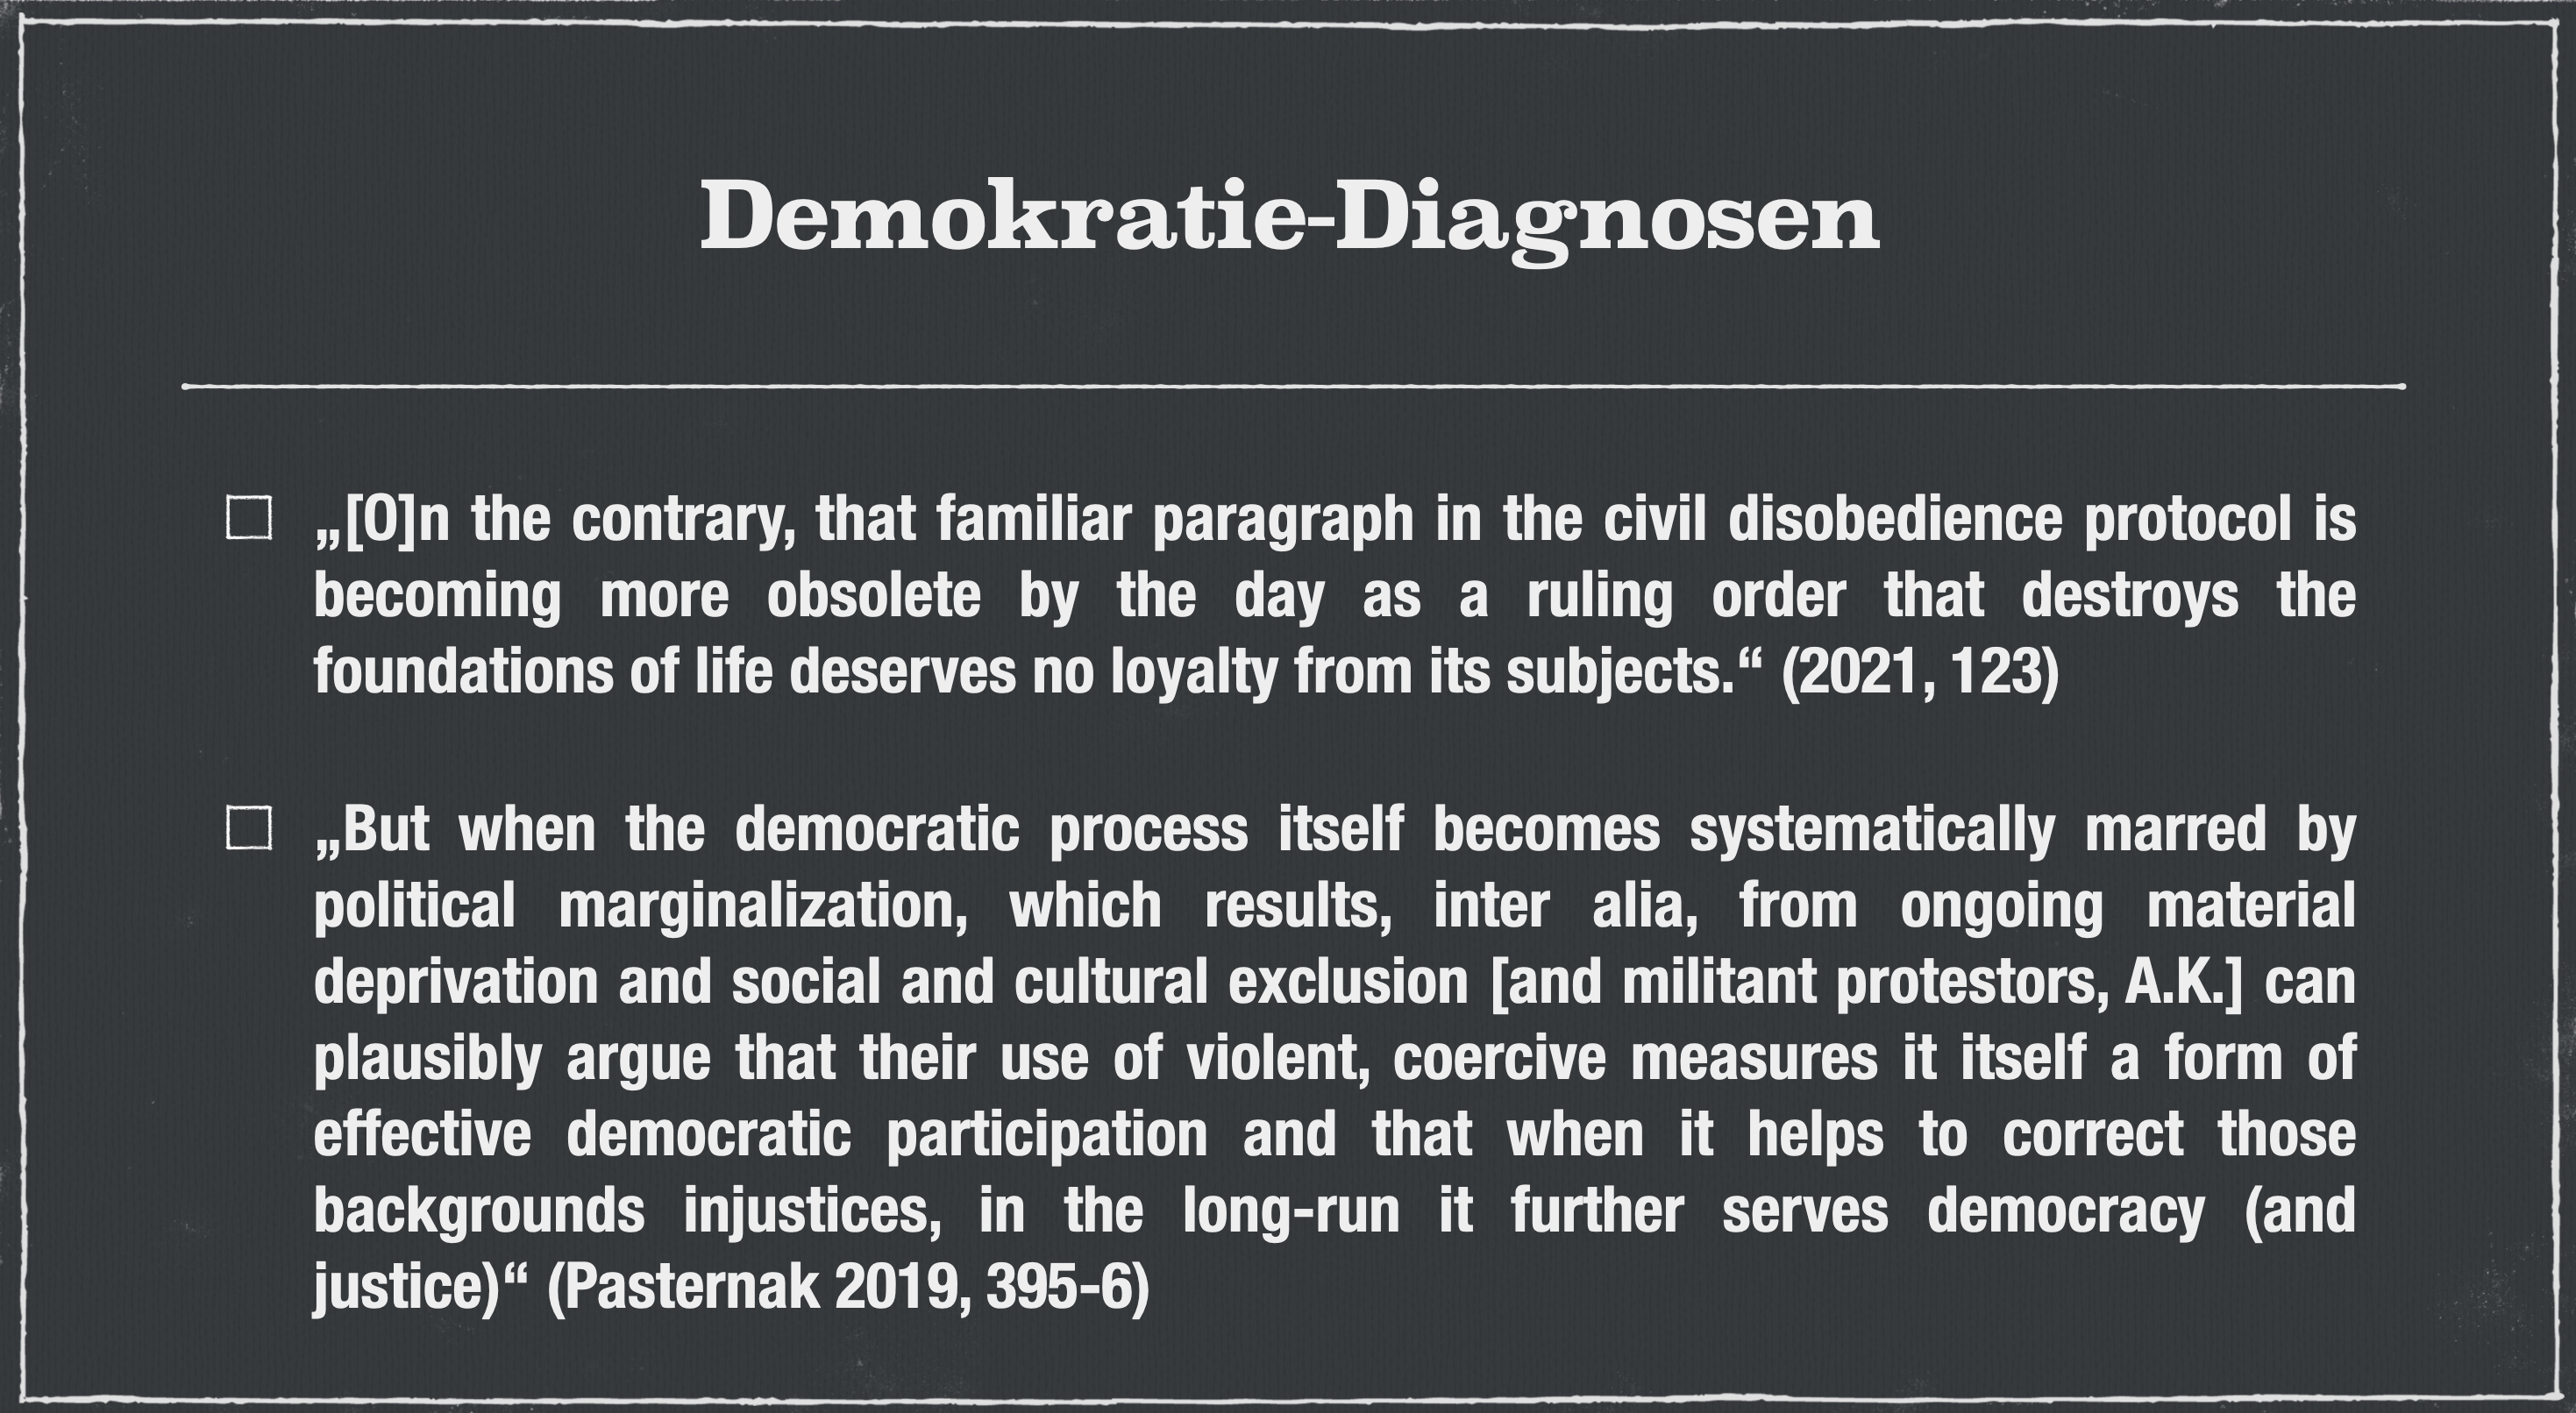 Demokratie-Diagnosen
„[O]n the contrary, that familiar paragraph in the civil disobedience protocol is
becoming more obsolete by the day as a ruling order that destroys the
foundations of life deserves no loyalty from its subjects.“ (2021, 123)
„But when the democratic process itself becomes systematically marred by
political marginalization, which results, inter alia, from ongoing material
deprivation and social and cultural exclusion [and militant protestors, A.K.] can
plausibly argue that their use of violent, coercive measures it itself a form of
effective democratic participation and that when it helps to correct those
backgrounds injustices, in the long-run it further serves democracy (and
justice)“ (Pasternak 2019, 395-6)